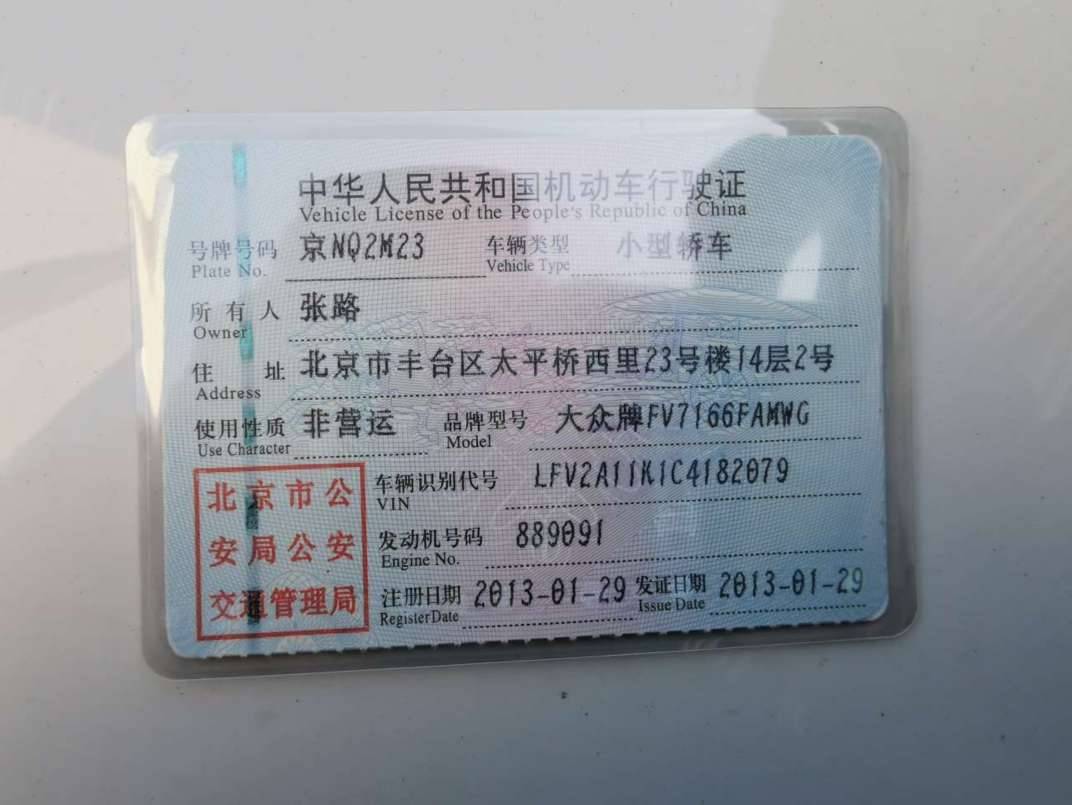 中华人民共和国机动车行驶证
Vehicle License of the People's Republic of China
号牌号码 京NQ2M23 车辆类型 小型轿车
Plate No. Vehicle Type
所有人 张路
Owner
住址 北京市丰台区太平桥西里23号楼14层2号
Address
使用性质 非营运 品牌型号 大众牌FV7166FAMWG
Use Character Model
北京市公
安局公安
交通管理局
车辆识别代号 LFV2A11K1C4182079
VIN
发动机号码 889091
Engine No.
注册日期 2013-01-29 发证日期 2013-01-29
Register Date Issue Date